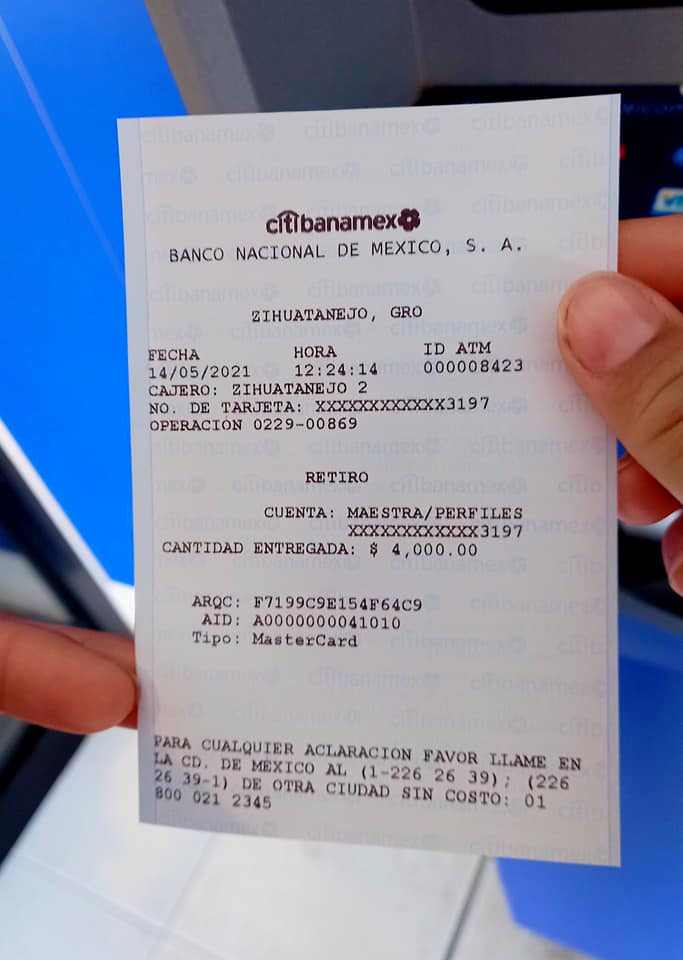 citibanamex
BANCO NACIONAL DE MEXICO, S. A.
ZIHUATANEJO, GRO
FECHA HORA ID ATM
14/05/2021 12:24:14 000008423
CAJERO: ZIHUATANEJO 2
NO. DE TARJETA: XXXXXXXXXXXX3197
OPERACIÓN 0229-00869
RETIRO
CUENTA: MAESTRA/PERFILES
XXXXXXXXXXXX3197
CANTIDAD ENTREGADA: $ 4,000.00
ARQC: F7199C9E154F64C9
AID: A0000000041010
Tipo: MasterCard
PARA CUALQUIER ACLARACION FAVOR LLAME EN
LA CD. DE MÉXICO AL (1-226 26 39); (226
26 39-1) DE OTRA CIUDAD SIN COSTO: 01
800 021 2345